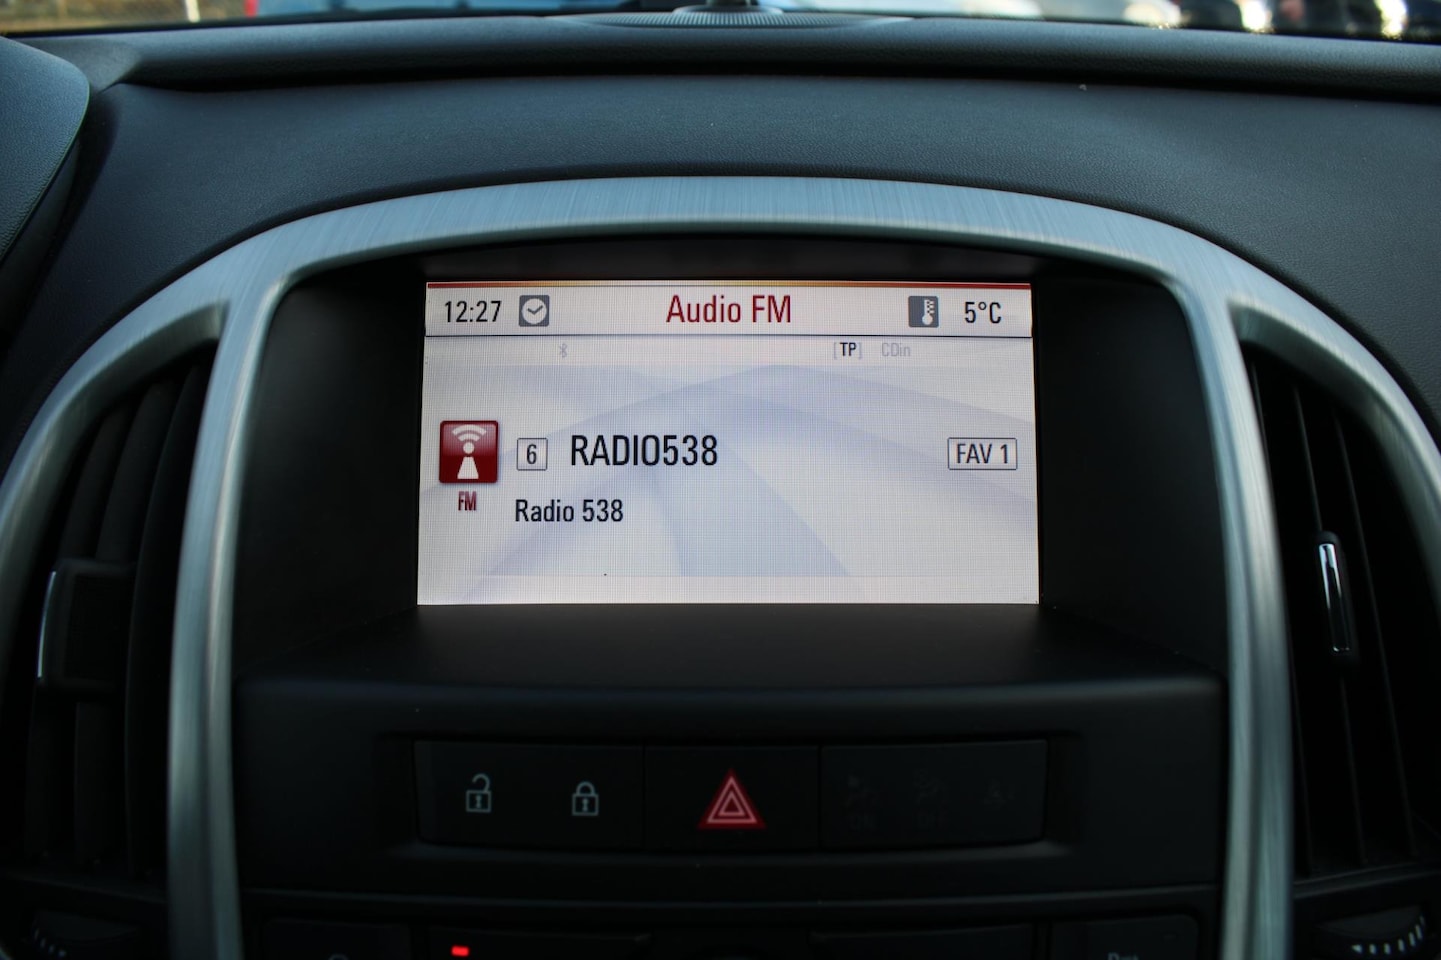 12:27 Audio FM 5°C
[TP] CDin
6 RADIO538 FAV 1
FM
Radio 538